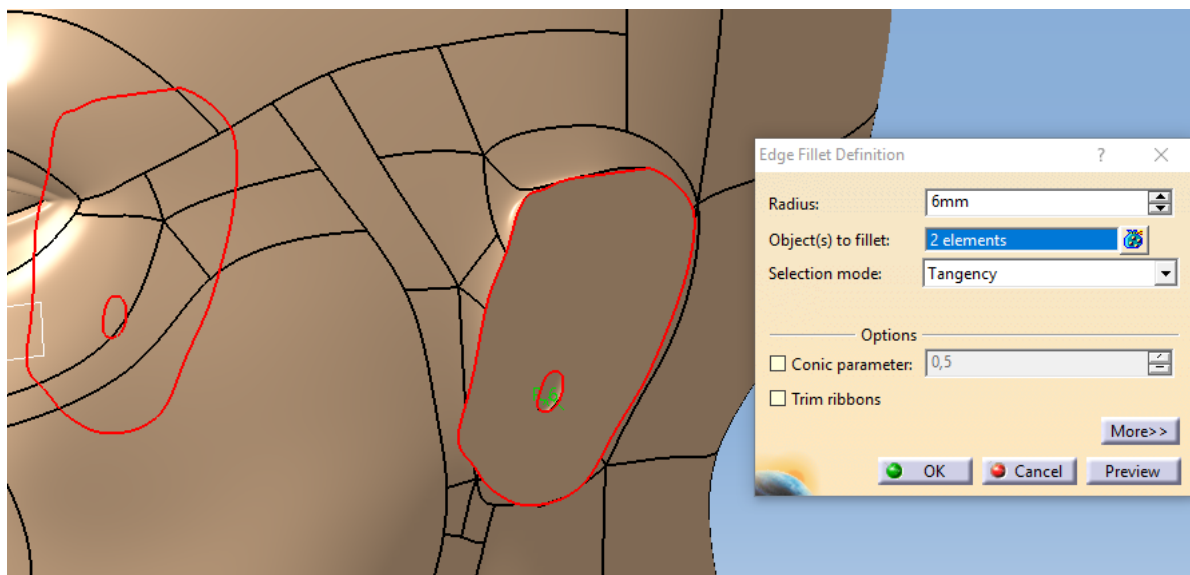 Edge Fillet Definition ? ×
Radius: 6mm
Object(s) to fillet: 2 elements
Selection mode: Tangency
Options
Conic parameter: 0,5
Trim ribbons
More>>
OK Cancel Preview